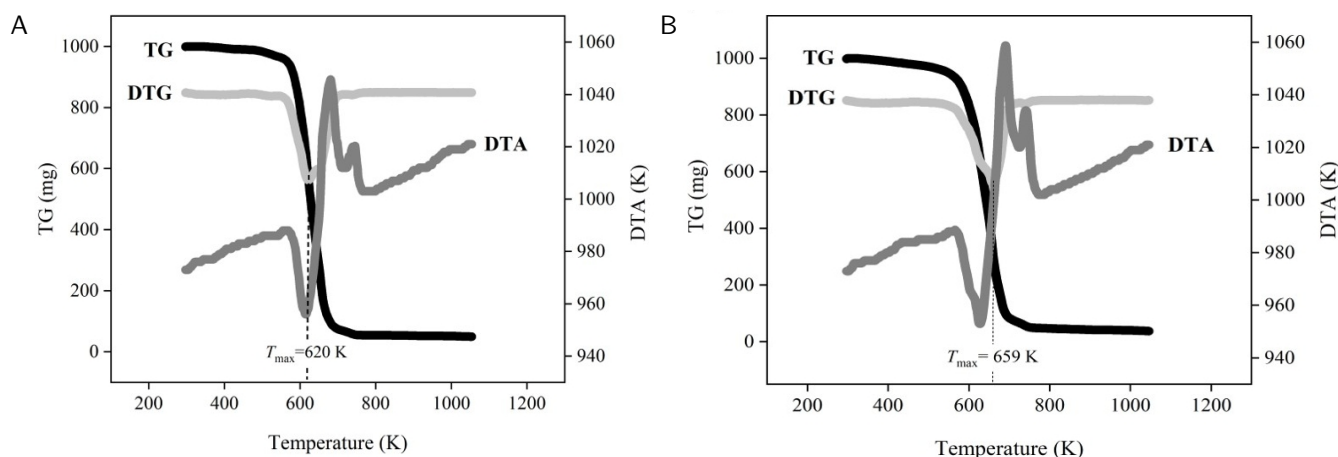 A
TG (mg)
1000
800
600
400
200
0
TG
DTG
DTA
Tmax=620 K
1060
1040
1020
1000
980
960
940
DTA (K)
200 400 600 800 1000 1200
Temperature (K)
B
TG (mg)
1000
800
600
400
200
0
TG
DTG
DTA
Tmax= 659 K
1060
1040
1020
1000
980
960
940
DTA (K)
200 400 600 800 1000 1200
Temperature (K)